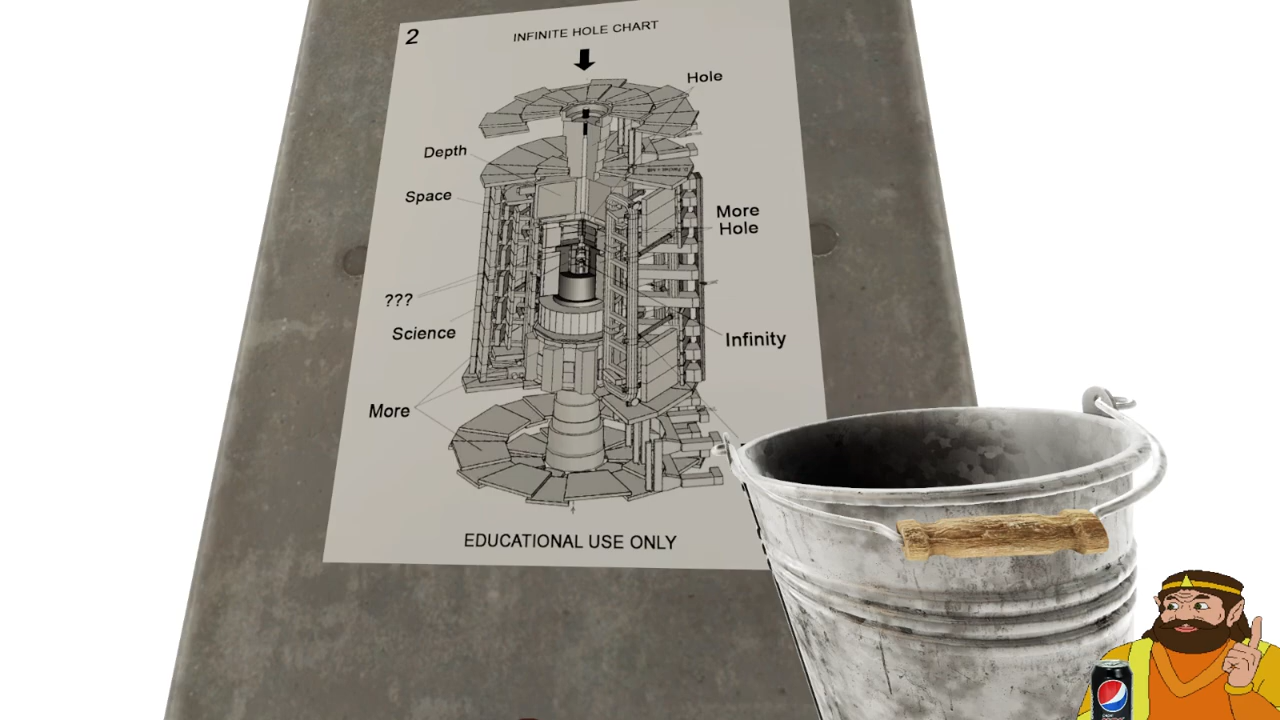 2
INFINITE HOLE CHART
Hole
Depth
Space
More
Hole
???
Science
Infinity
More
EDUCATIONAL USE ONLY